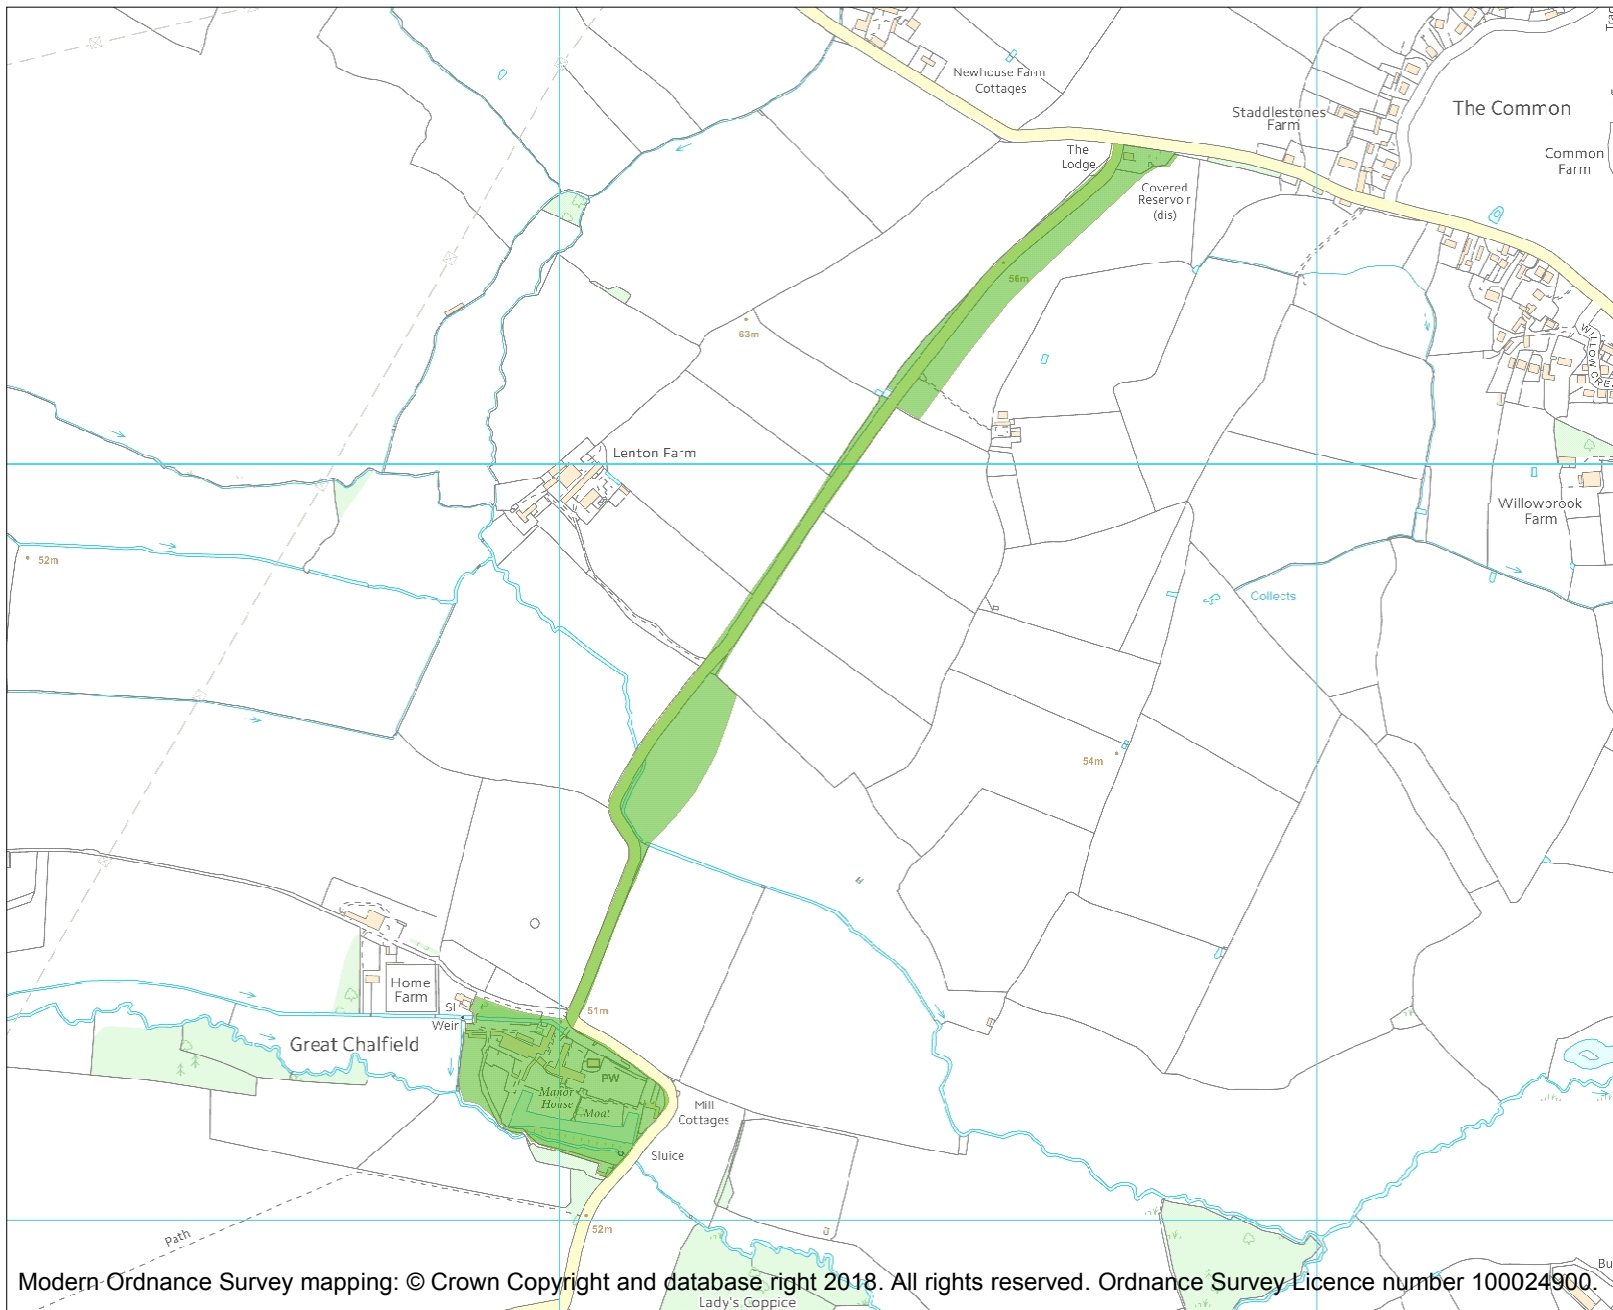 Newhouse Farm
Cottages
Staddlestones
Farm
The Common
Common
Farm
The
Lodge
Covered
Reservoir
(dis)
56m
63m
Lenton Farm
Willowbrook
Farm
52m
Collects
54m
Home
Farm
Sl
Weir
51m
Great Chalfield
PW
Manor
House
Moat
Mill
Cottages
Sluice
52m
Path
Lady's Coppice
Modern Ordnance Survey mapping: © Crown Copyright and database right 2018. All rights reserved. Ordnance Survey Licence number 100024900.